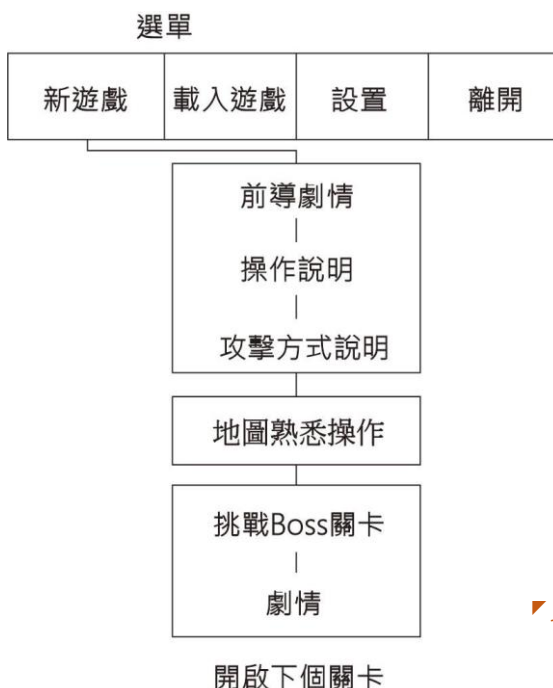 選單
新遊戲 載入遊戲 設置 離開
前導劇情
操作說明
攻擊方式說明
地圖熟悉操作
挑戰Boss關卡
劇情
開啟下個關卡